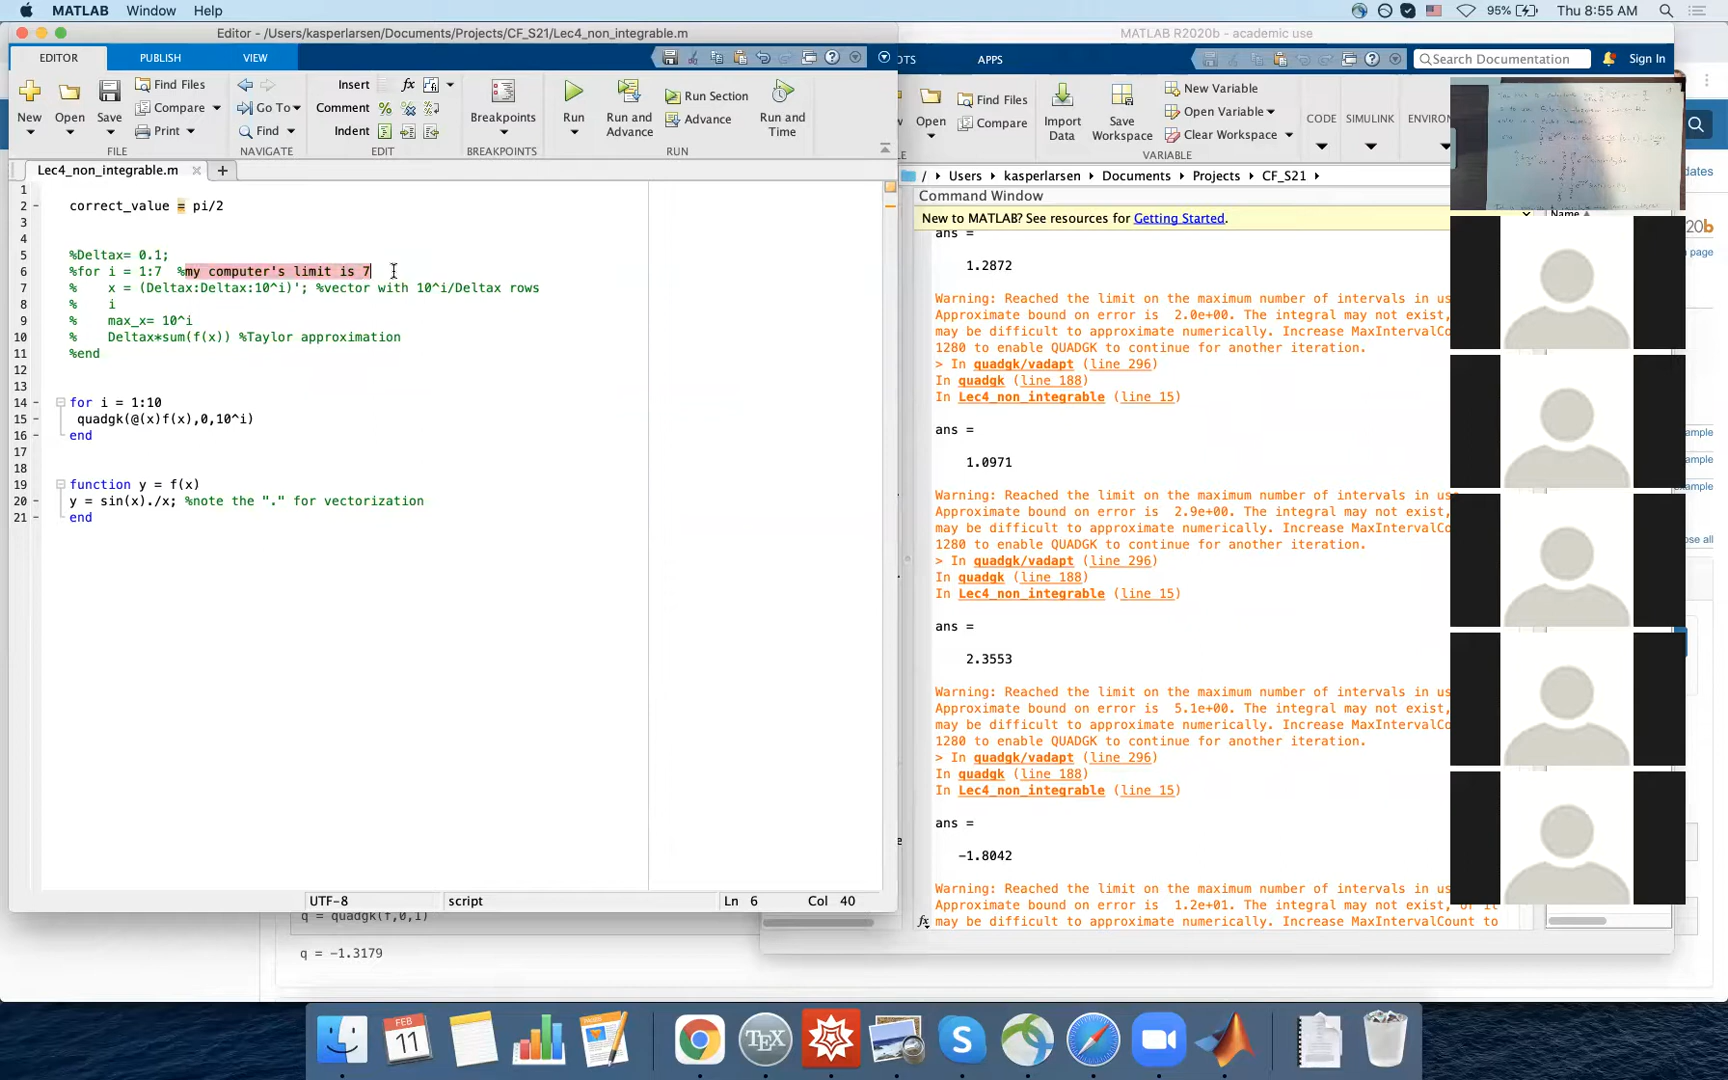 MATLAB Window Help
95% Thu 8:55 AM
Editor - /Users/kasperlarsen/Documents/Projects/CF_S21/Lec4_non_integrable.m
MATLAB R2020b - academic use
EDITOR PUBLISH VIEW
APPS
Search Documentation
Sign In
New Open Save
Find Files
Compare
Print
Go To
Find
Insert
Comment
Indent
Breakpoints
Run
Run and Advance
Run Section
Advance
Run and Time
FILE NAVIGATE EDIT BREAKPOINTS RUN
Open
Find Files
Compare
Import Data
Save Workspace
New Variable
Open Variable
Clear Workspace
VARIABLE
CODE SIMULINK
Lec4_non_integrable.m
/ Users kasperlarsen Documents Projects CF_S21
Command Window
New to MATLAB? See resources for Getting Started.
1
2 correct_value = pi/2
3
4
5 %Deltax= 0.1;
6 %for i = 1:7 %my computer's limit is 7
7 % x = (Deltax:Deltax:10^i)'; %vector with 10^i/Deltax rows
8 % i
9 % max_x= 10^i
10 % Deltax*sum(f(x)) %Taylor approximation
11 %end
12
13
14 for i = 1:10
15 quadgk(@(x)f(x),0,10^i)
16 end
17
18
19 function y = f(x)
20 y = sin(x)./x; %note the "." for vectorization
21 end
UTF-8 script Ln 6 Col 40
ans =
1.2872
Warning: Reached the limit on the maximum number of intervals in
Approximate bound on error is 2.0e+00. The integral may not exist,
may be difficult to approximate numerically. Increase
1280 to enable QUADGK to continue for another iteration.
> In quadgk/vadapt (line 296)
In quadgk (line 188)
In Lec4_non_integrable (line 15)
ans =
1.0971
Warning: Reached the limit on the maximum number of intervals in
Approximate bound on error is 2.9e+00. The integral may not exist,
may be difficult to approximate numerically. Increase
1280 to enable QUADGK to continue for another iteration.
> In quadgk/vadapt (line 296)
In quadgk (line 188)
In Lec4_non_integrable (line 15)
ans =
2.3553
Warning: Reached the limit on the maximum number of intervals in
Approximate bound on error is 5.1e+00. The integral may not exist,
may be difficult to approximate numerically. Increase
1280 to enable QUADGK to continue for another iteration.
> In quadgk/vadapt (line 296)
In quadgk (line 188)
In Lec4_non_integrable (line 15)
ans =
-1.8042
Warning: Reached the limit on the maximum number of intervals in
Approximate bound on error is 1.2e+01. The integral may not exist, or it
may be difficult to approximate numerically. Increase MaxIntervalCount to
q = quadgk(f,0,1)
q = -1.3179
FEB
11
TEX